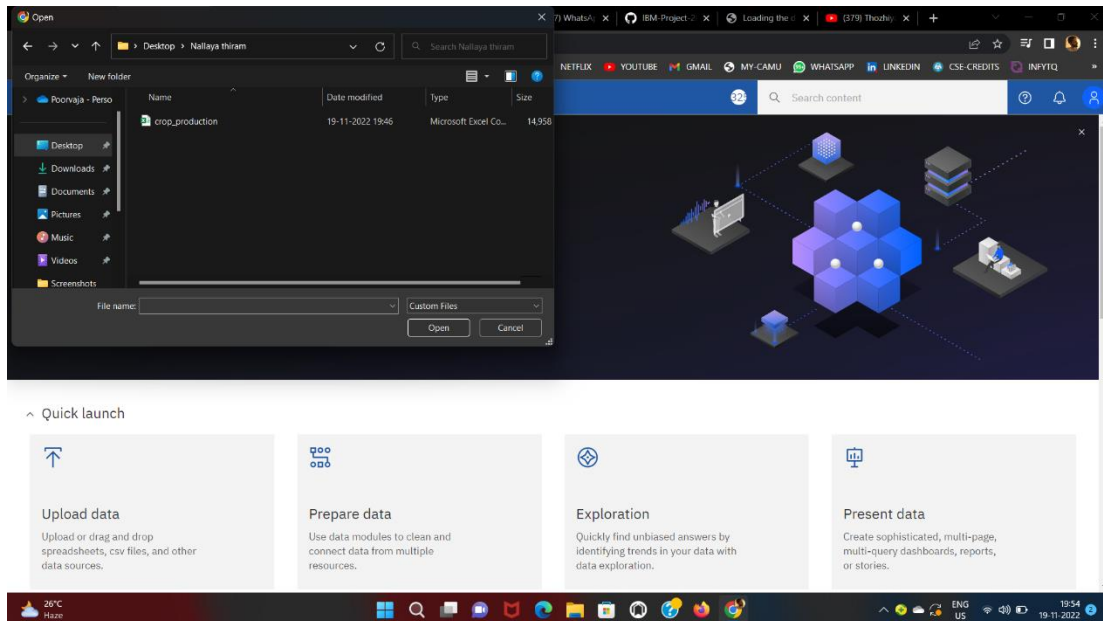 Open
7) WhatsA
IBM-Project-2
Loading the d
(379) Thozhiy
Desktop > Nallaya thiram
Search Nallaya thiram
Organize
New folder
NETFLIX
YOUTUBE
GMAIL
MY-CAMU
WHATSAPP
LINKEDIN
CSE-CREDITS
INFYTQ
Poorvaja - Perso
Name
Date modified
Type
Size
Search content
crop_production
19-11-2022 19:46
Microsoft Excel Co...
14,958
Desktop
Downloads
Documents
Pictures
Music
Videos
Screenshots
File name:
Custom Files
Open
Cancel
Quick launch
Upload data
Upload or drag and drop
spreadsheets, csv files, and other
data sources.
Prepare data
Use data modules to clean and
connect data from multiple
resources.
Exploration
Quickly find unbiased answers by
identifying trends in your data with
data exploration.
Present data
Create sophisticated, multi-page,
multi-query dashboards, reports,
or stories.
26°C
Haze
ENG
US
19:54
19-11-2022
2